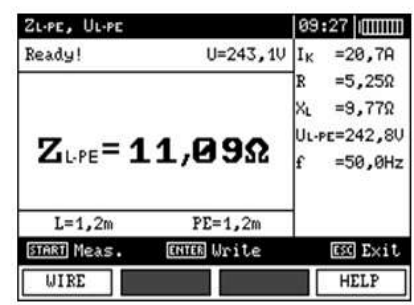 ZL-PE, UL-PE 09:27
Ready! U=243,1V
ZL-PE= 11,09Ω
L=1,2m PE=1,2m
IK =20,7A
R =5,25Ω
XL =9,77Ω
UL-PE=242,8V
f =50,0Hz
START Meas. ENTER Write ESC Exit
WIRE HELP